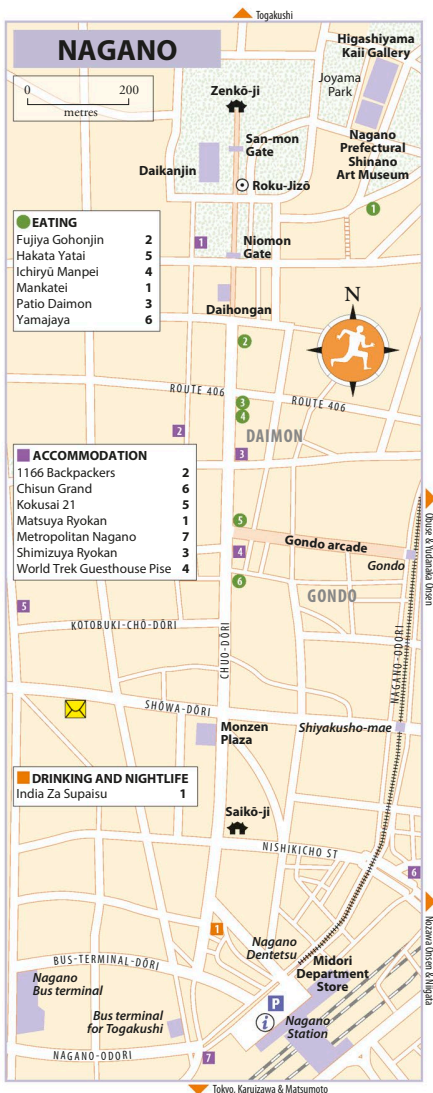 Togakushi
NAGANO
0 200
metres
Higashiyama
Kaii Gallery
Joyama
Park
Zenkō-ji
San-mon
Gate
Nagano
Prefectural
Shinano
Art Museum
Daikanjin
Roku-Jizō
1
EATING
Fujiya Gohonjin 2
Hakata Yatai 5
Ichiryū Manpei 4
Mankatei 1
Patio Daimon 3
Yamajaya 6
1
Niomon
Gate
Daihongan
N
2
ROUTE 406
ROUTE 406
3
4
DAIMON
2
3
ACCOMMODATION
1166 Backpackers 2
Chisun Grand 6
Kokusai 21 5
Matsuya Ryokan 1
Metropolitan Nagano 7
Shimizuya Ryokan 3
World Trek Guesthouse Pise 4
5
Gondo arcade
4
Gondo
Obuse & Yudanaka Onsen
6
GONDO
5
KOTOBUKI-CHŌ-DŌRI
CHUO-DŌRI
NAGANO-ODORI
SHŌWA-DŌRI
Monzen
Plaza
Shiyakusho-mae
DRINKING AND NIGHTLIFE
India Za Supaisu 1
Saikō-ji
NISHIKICHO ST
6
Nozawa Onsen & Niigata
1
Nagano
Dentetsu
BUS-TERMINAL-DŌRI
Midori
Department
Store
Nagano
Bus terminal
P
i
Bus terminal
for Togakushi
Nagano
Station
NAGANO-ODORI
7
Tokyo, Karuizawa & Matsumoto